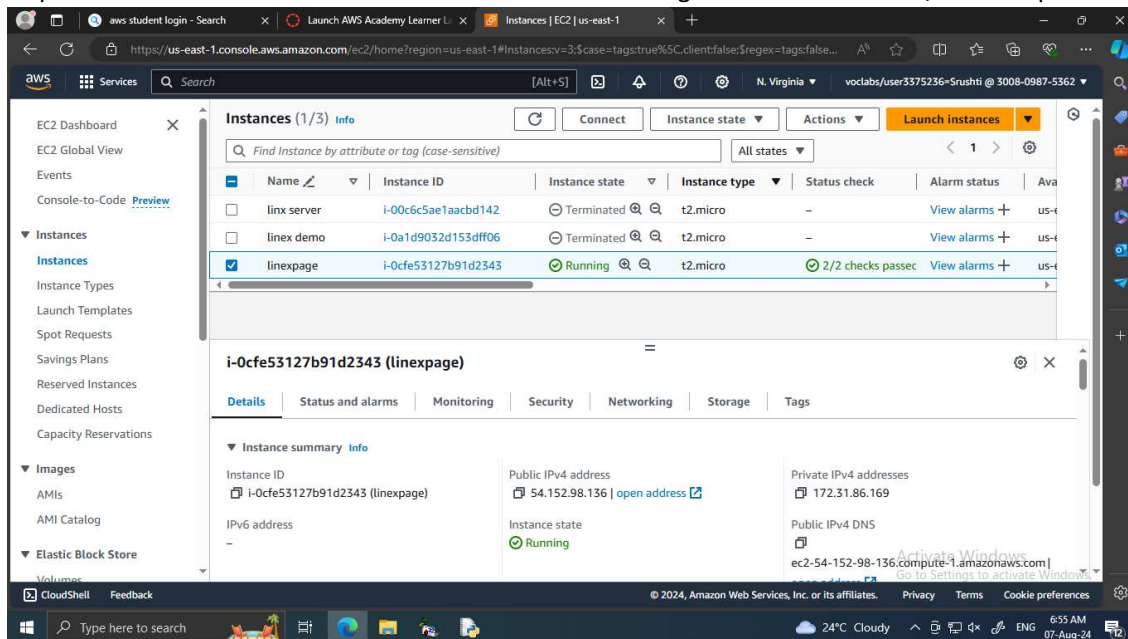 aws student login - Search
Launch AWS Academy Learner L
Instances | EC2 | us-east-1
https://us-east-1.console.aws.amazon.com/ec2/home?region=us-east-1#Instances:v=3;$case=tags:true%5C,client:false;$regex=tags:false...
aws Services Search [Alt+S] N. Virginia voclabs/user3375236=Srushti @ 3008-0987-5362
EC2 Dashboard
EC2 Global View
Events
Console-to-Code Preview
Instances
Instances
Instance Types
Launch Templates
Spot Requests
Savings Plans
Reserved Instances
Dedicated Hosts
Capacity Reservations
Images
AMIs
AMI Catalog
Elastic Block Store
Volumes
Instances (1/3) Info Connect Instance state Actions Launch instances
Find Instance by attribute or tag (case-sensitive) All states 1
Name Instance ID Instance state Instance type Status check Alarm status Ava
linx server i-00c6c5ae1aacbd142 Terminated t2.micro – View alarms + us-e
linex demo i-0a1d9032d153dff06 Terminated t2.micro – View alarms + us-e
linexpage i-0cfe53127b91d2343 Running t2.micro 2/2 checks passec View alarms + us-e
i-0cfe53127b91d2343 (linexpage)
Details Status and alarms Monitoring Security Networking Storage Tags
Instance summary Info
Instance ID
i-0cfe53127b91d2343 (linexpage)
Public IPv4 address
54.152.98.136 | open address
Private IPv4 addresses
172.31.86.169
IPv6 address
–
Instance state
Running
Public IPv4 DNS
ec2-54-152-98-136.compute-1.amazonaws.com |
Activate Windows
Go to Settings to activate Windows.
CloudShell Feedback © 2024, Amazon Web Services, Inc. or its affiliates. Privacy Terms Cookie preferences
Type here to search 24°C Cloudy ENG 6:55 AM
07-Aug-24